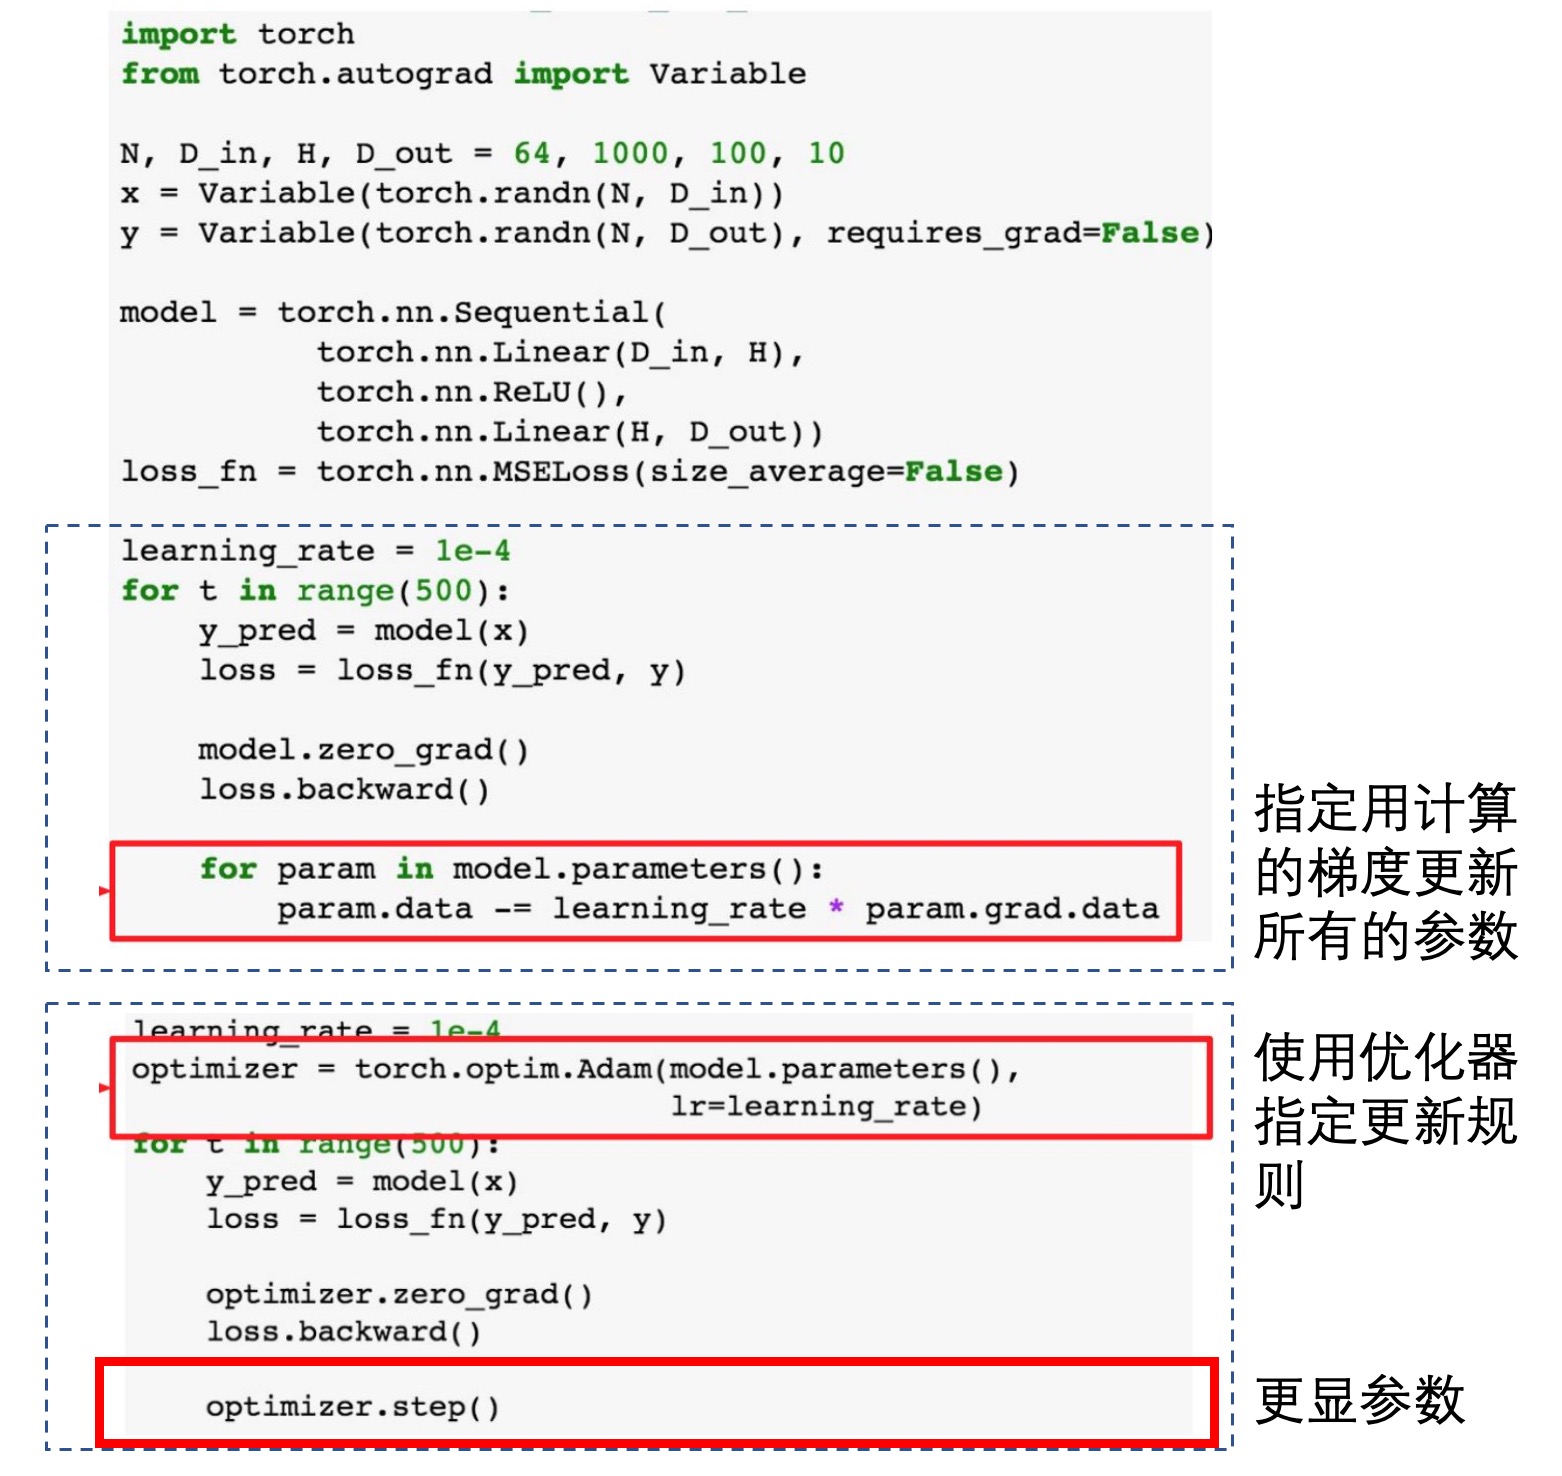 import torch
from torch.autograd import Variable
N, D_in, H, D_out = 64, 1000, 100, 10
x = Variable(torch.randn(N, D_in))
y = Variable(torch.randn(N, D_out), requires_grad=False)
model = torch.nn.Sequential(
torch.nn.Linear(D_in, H),
torch.nn.ReLU(),
torch.nn.Linear(H, D_out))
loss_fn = torch.nn.MSELoss(size_average=False)
learning_rate = 1e-4
for t in range(500):
y_pred = model(x)
loss = loss_fn(y_pred, y)
model.zero_grad()
loss.backward()
for param in model.parameters():
param.data -= learning_rate * param.grad.data
指定用计算
的梯度更新
所有的参数
learning_rate = 1e-4
optimizer = torch.optim.Adam(model.parameters(),
lr=learning_rate)
for t in range(500):
y_pred = model(x)
loss = loss_fn(y_pred, y)
optimizer.zero_grad()
loss.backward()
optimizer.step()
使用优化器
指定更新规
则
更显参数